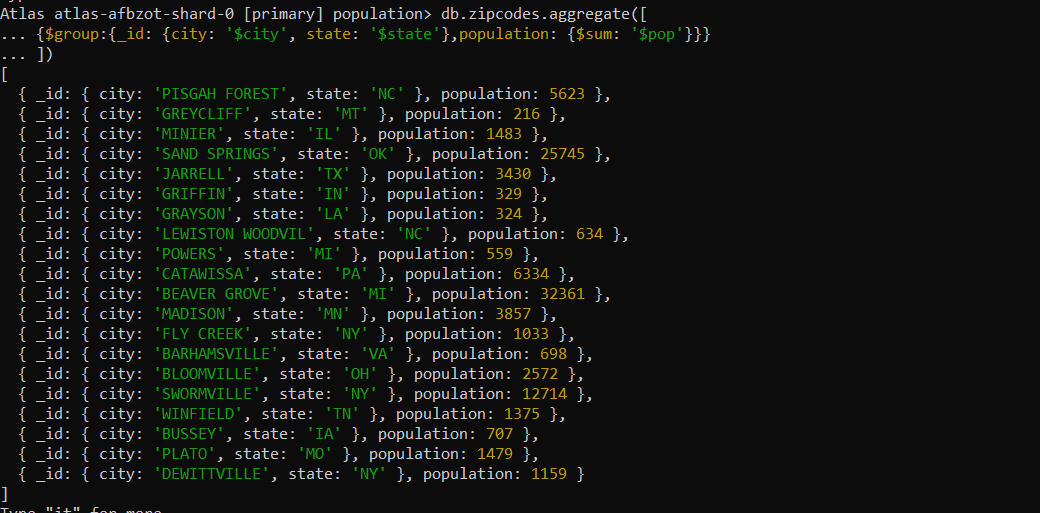 Atlas atlas-afbzot-shard-0 [primary] population> db.zipcodes.aggregate([
... {$group:{_id: {city: '$city', state: '$state'},population: {$sum: '$pop'}}}
... ])
[
  { _id: { city: 'PISGAH FOREST', state: 'NC' }, population: 5623 },
  { _id: { city: 'GREYCLIFF', state: 'MT' }, population: 216 },
  { _id: { city: 'MINIER', state: 'IL' }, population: 1483 },
  { _id: { city: 'SAND SPRINGS', state: 'OK' }, population: 25745 },
  { _id: { city: 'JARRELL', state: 'TX' }, population: 3430 },
  { _id: { city: 'GRIFFIN', state: 'IN' }, population: 329 },
  { _id: { city: 'GRAYSON', state: 'LA' }, population: 324 },
  { _id: { city: 'LEWISTON WOODVIL', state: 'NC' }, population: 634 },
  { _id: { city: 'POWERS', state: 'MI' }, population: 559 },
  { _id: { city: 'CATAWISSA', state: 'PA' }, population: 6334 },
  { _id: { city: 'BEAVER GROVE', state: 'MI' }, population: 32361 },
  { _id: { city: 'MADISON', state: 'MN' }, population: 3857 },
  { _id: { city: 'FLY CREEK', state: 'NY' }, population: 1033 },
  { _id: { city: 'BARHAMSVILLE', state: 'VA' }, population: 698 },
  { _id: { city: 'BLOOMVILLE', state: 'OH' }, population: 2572 },
  { _id: { city: 'SWORMVILLE', state: 'NY' }, population: 12714 },
  { _id: { city: 'WINFIELD', state: 'TN' }, population: 1375 },
  { _id: { city: 'BUSSEY', state: 'IA' }, population: 707 },
  { _id: { city: 'PLATO', state: 'MO' }, population: 1479 },
  { _id: { city: 'DEWITTVILLE', state: 'NY' }, population: 1159 }
]
Type "it" for more